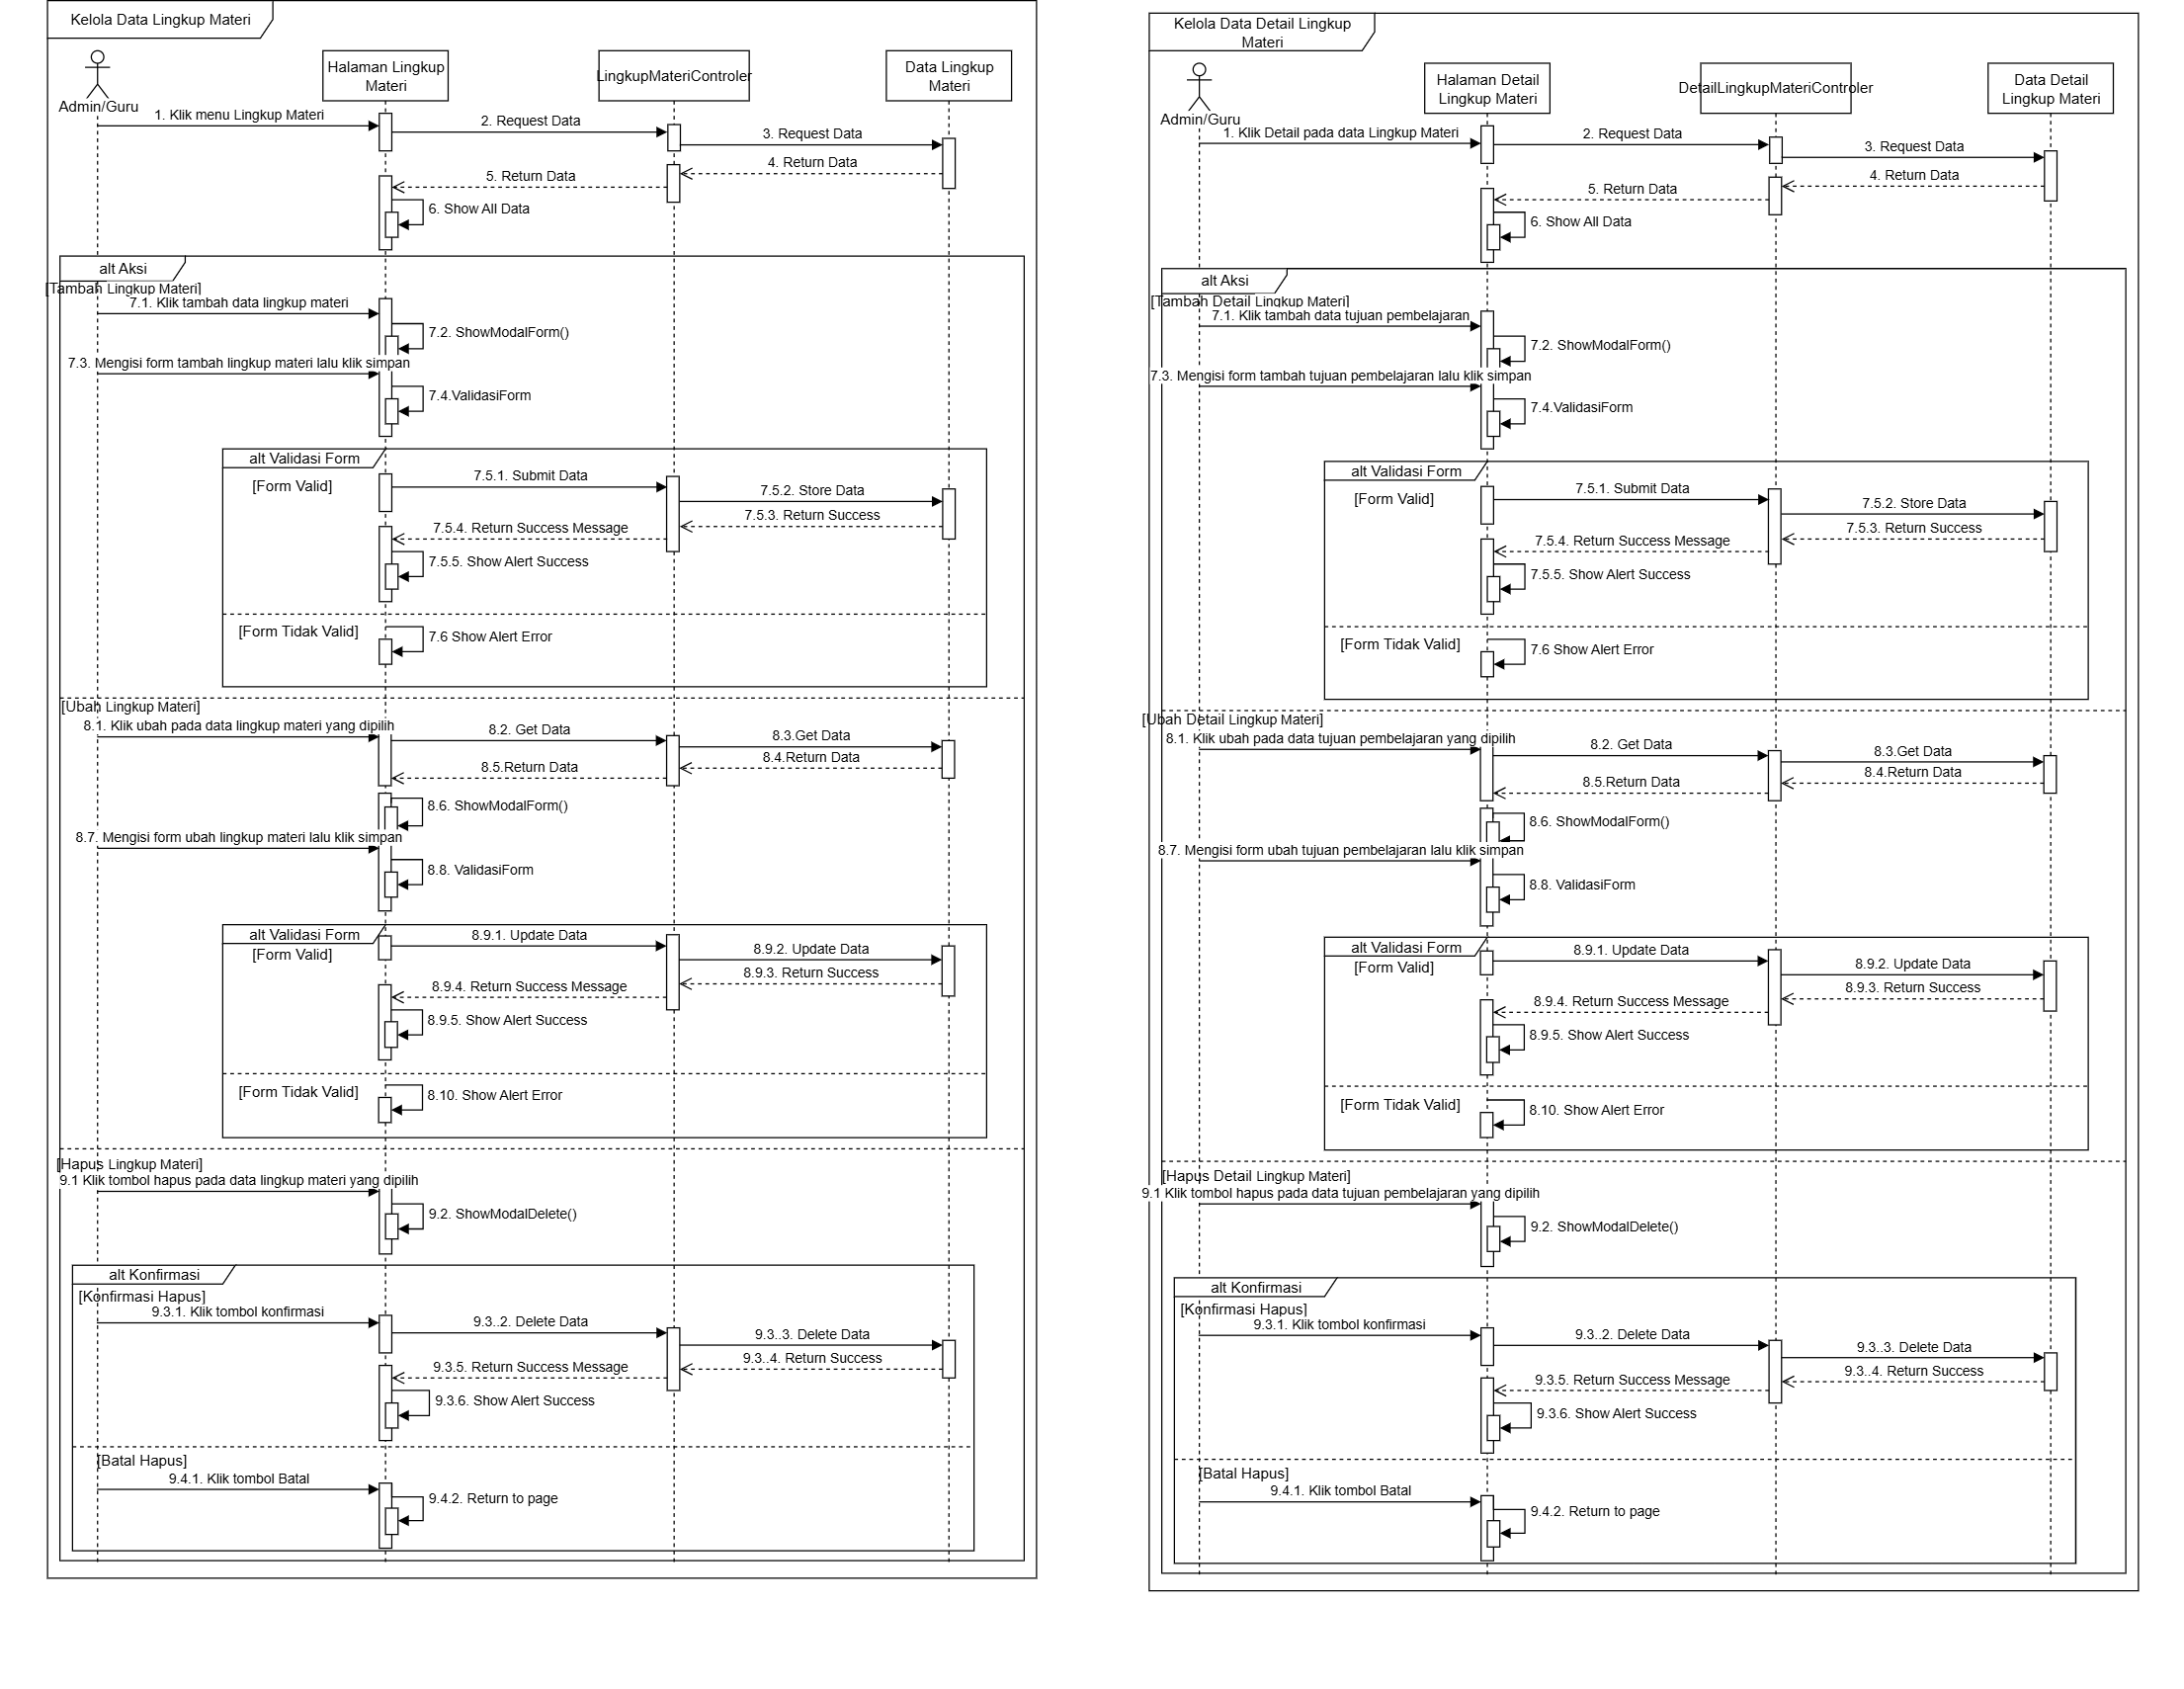 Kelola Data Lingkup Materi
Admin/Guru
Halaman Lingkup
Materi
LingkupMateriControler
Data Lingkup
Materi
1. Klik menu Lingkup Materi
2. Request Data
3. Request Data
4. Return Data
5. Return Data
6. Show All Data
alt Aksi
[Tambah Lingkup Materi]
7.1. Klik tambah data lingkup materi
7.2. ShowModalForm()
7.3. Mengisi form tambah lingkup materi lalu klik simpan
7.4.ValidasiForm
alt Validasi Form
[Form Valid]
7.5.1. Submit Data
7.5.2. Store Data
7.5.3. Return Success
7.5.4. Return Success Message
7.5.5. Show Alert Success
[Form Tidak Valid]
7.6 Show Alert Error
[Ubah Lingkup Materi]
8.1. Klik ubah pada data lingkup materi yang dipilih
8.2. Get Data
8.3.Get Data
8.4.Return Data
8.5.Return Data
8.6. ShowModalForm()
8.7. Mengisi form ubah lingkup materi lalu klik simpan
8.8. ValidasiForm
alt Validasi Form
[Form Valid]
8.9.1. Update Data
8.9.2. Update Data
8.9.3. Return Success
8.9.4. Return Success Message
8.9.5. Show Alert Success
[Form Tidak Valid]
8.10. Show Alert Error
[Hapus Lingkup Materi]
9.1 Klik tombol hapus pada data lingkup materi yang dipilih
9.2. ShowModalDelete()
alt Konfirmasi
[Konfirmasi Hapus]
9.3.1. Klik tombol konfirmasi
9.3..2. Delete Data
9.3..3. Delete Data
9.3..4. Return Success
9.3.5. Return Success Message
9.3.6. Show Alert Success
[Batal Hapus]
9.4.1. Klik tombol Batal
9.4.2. Return to page
Kelola Data Detail Lingkup
Materi
Admin/Guru
Halaman Detail
Lingkup Materi
DetailLingkupMateriControler
Data Detail
Lingkup Materi
1. Klik Detail pada data Lingkup Materi
2. Request Data
3. Request Data
4. Return Data
5. Return Data
6. Show All Data
alt Aksi
[Tambah Detail Lingkup Materi]
7.1. Klik tambah data tujuan pembelajaran
7.2. ShowModalForm()
7.3. Mengisi form tambah tujuan pembelajaran lalu klik simpan
7.4.ValidasiForm
alt Validasi Form
[Form Valid]
7.5.1. Submit Data
7.5.2. Store Data
7.5.3. Return Success
7.5.4. Return Success Message
7.5.5. Show Alert Success
[Form Tidak Valid]
7.6 Show Alert Error
[Ubah Detail Lingkup Materi]
8.1. Klik ubah pada data tujuan pembelajaran yang dipilih
8.2. Get Data
8.3.Get Data
8.4.Return Data
8.5.Return Data
8.6. ShowModalForm()
8.7. Mengisi form ubah tujuan pembelajaran lalu klik simpan
8.8. ValidasiForm
alt Validasi Form
[Form Valid]
8.9.1. Update Data
8.9.2. Update Data
8.9.3. Return Success
8.9.4. Return Success Message
8.9.5. Show Alert Success
[Form Tidak Valid]
8.10. Show Alert Error
[Hapus Detail Lingkup Materi]
9.1 Klik tombol hapus pada data tujuan pembelajaran yang dipilih
9.2. ShowModalDelete()
alt Konfirmasi
[Konfirmasi Hapus]
9.3.1. Klik tombol konfirmasi
9.3..2. Delete Data
9.3..3. Delete Data
9.3..4. Return Success
9.3.5. Return Success Message
9.3.6. Show Alert Success
[Batal Hapus]
9.4.1. Klik tombol Batal
9.4.2. Return to page